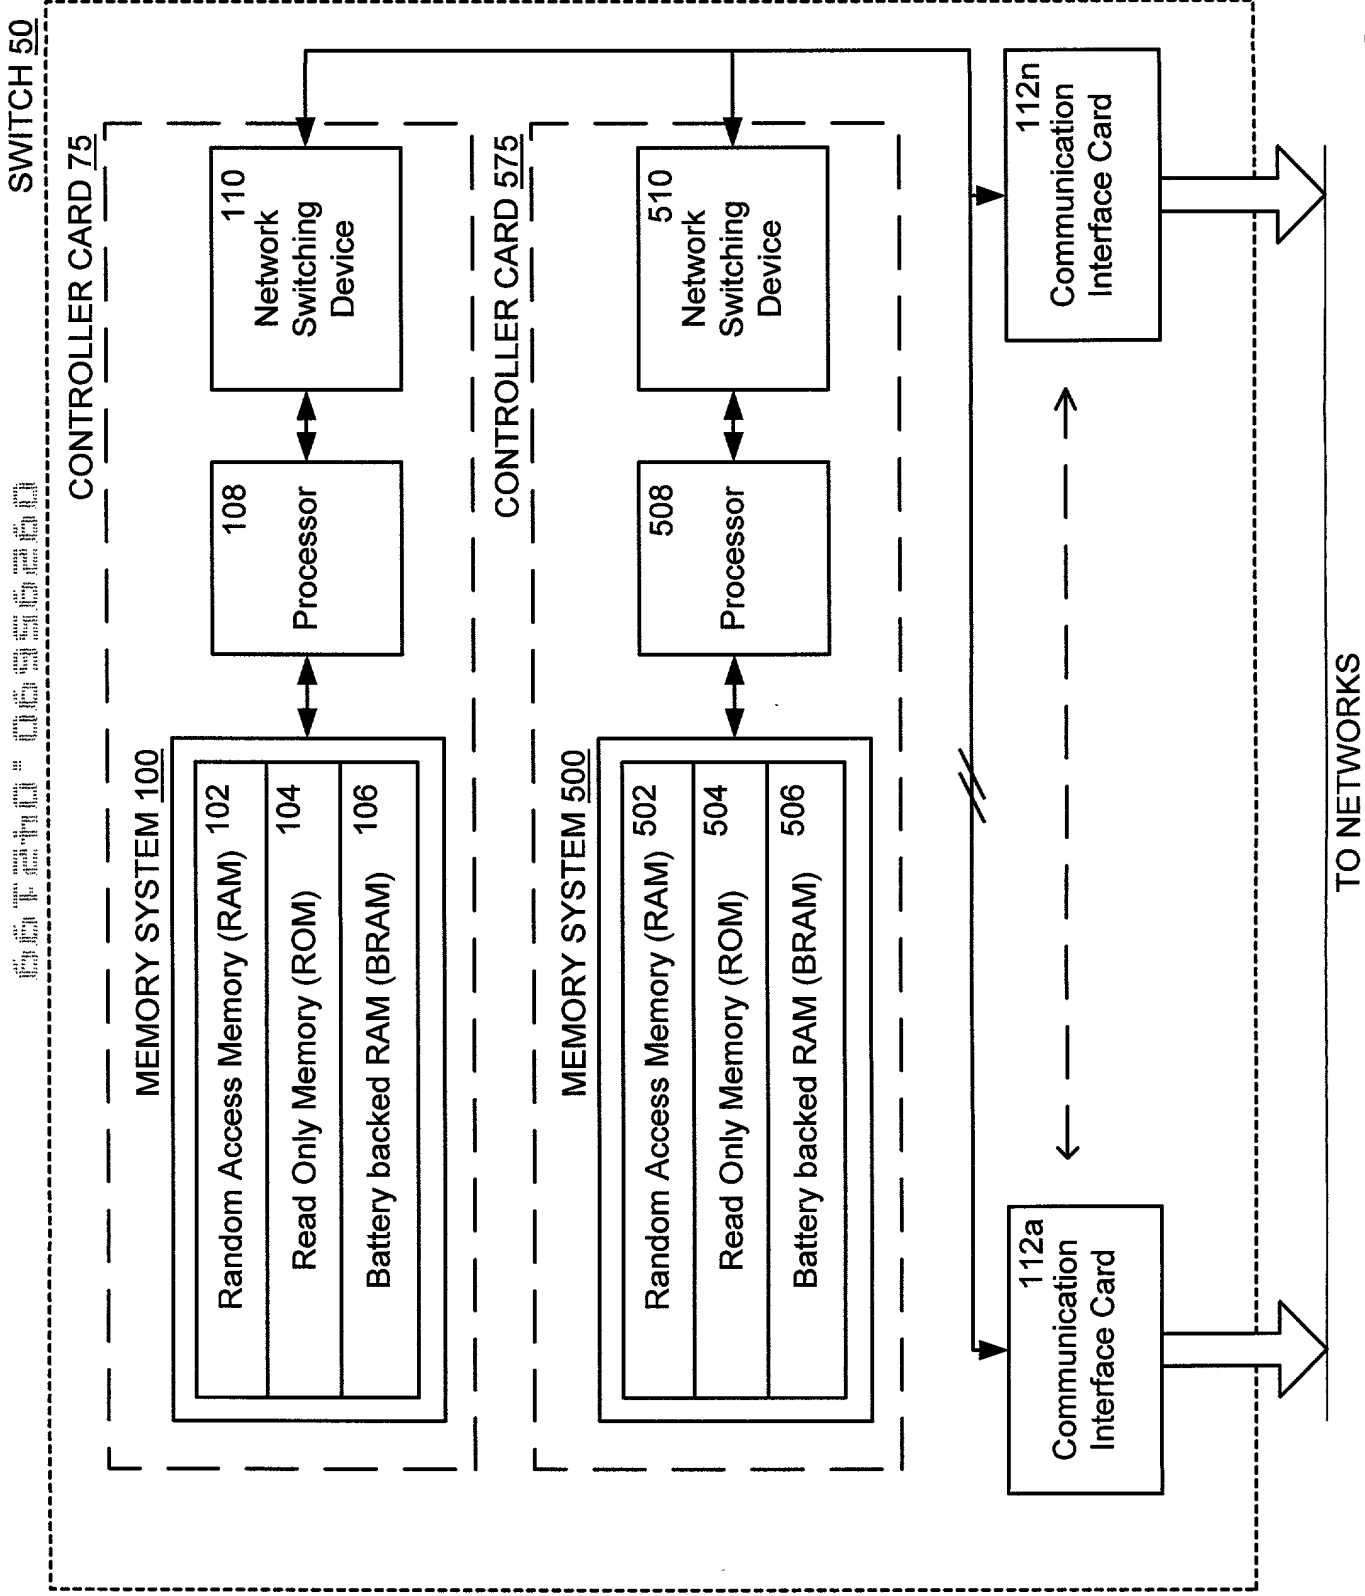 SWITCH 50
CONTROLLER CARD 75
MEMORY SYSTEM 100
Random Access Memory (RAM) 102
Read Only Memory (ROM) 104
Battery backed RAM (BRAM) 106
108
Processor
110
Network
Switching
Device
CONTROLLER CARD 575
MEMORY SYSTEM 500
Random Access Memory (RAM) 502
Read Only Memory (ROM) 504
Battery backed RAM (BRAM) 506
508
Processor
510
Network
Switching
Device
112a
Communication
Interface Card
112n
Communication
Interface Card
TO NETWORKS